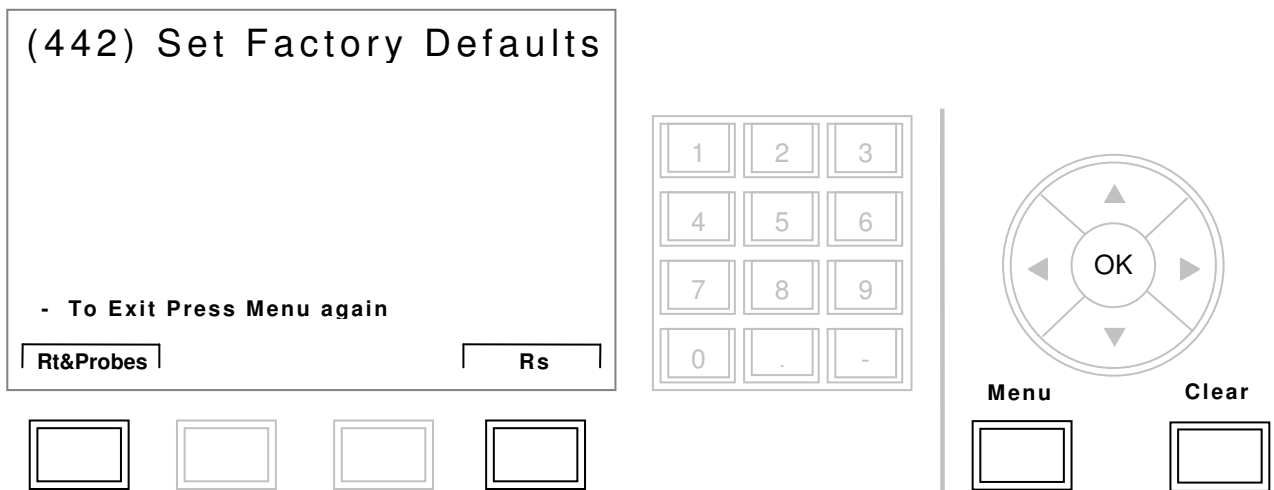 (442) Set Factory Defaults
- To Exit Press Menu again
Rt&Probes
Rs
1 2 3
4 5 6
7 8 9
0 . -
OK
Menu
Clear